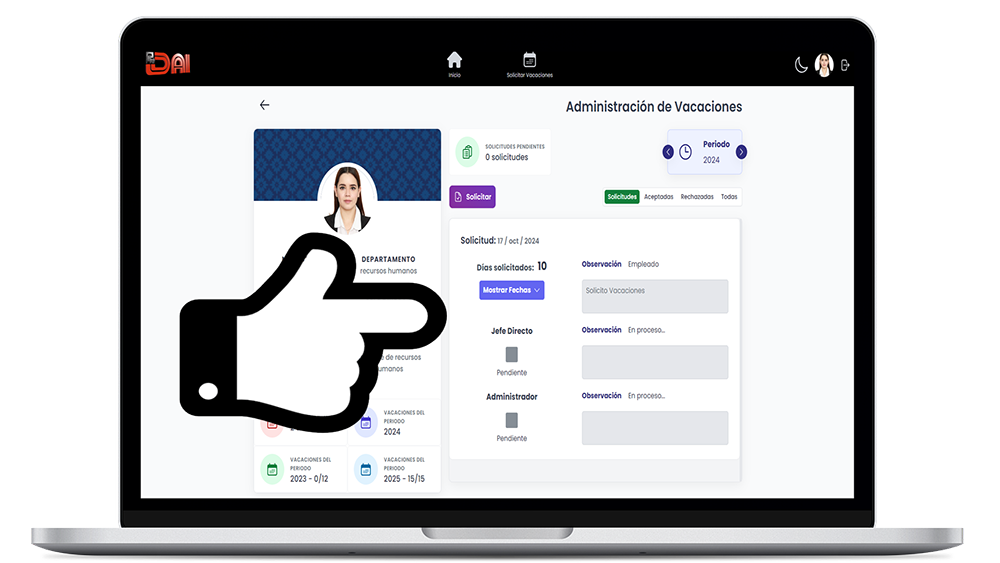 DAI
Inicio
Solicitar Vacaciones
Administración de Vacaciones
SOLICITUDES PENDIENTES
0 solicitudes
Periodo
2024
Solicitar
Solicitudes Aceptadas Rechazadas Todas
DEPARTAMENTO
recursos humanos
de recursos
umanos
VACACIONES DEL
PERIODO
2024
VACACIONES DEL
PERIODO
2023 - 0/12
VACACIONES DEL
PERIODO
2025 - 15/15
Solicitud: 17 / oct / 2024
Dias solicitados: 10
Mostrar Fechas
Observación Empleado
Solicito Vacaciones
Jefe Directo
Pendiente
Observación En proceso...
Administrador
Pendiente
Observación En proceso...